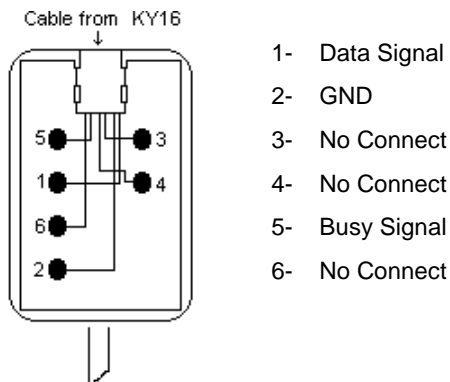 Cable from KY16
5
3
1
4
6
2
1- Data Signal
2- GND
3- No Connect
4- No Connect
5- Busy Signal
6- No Connect